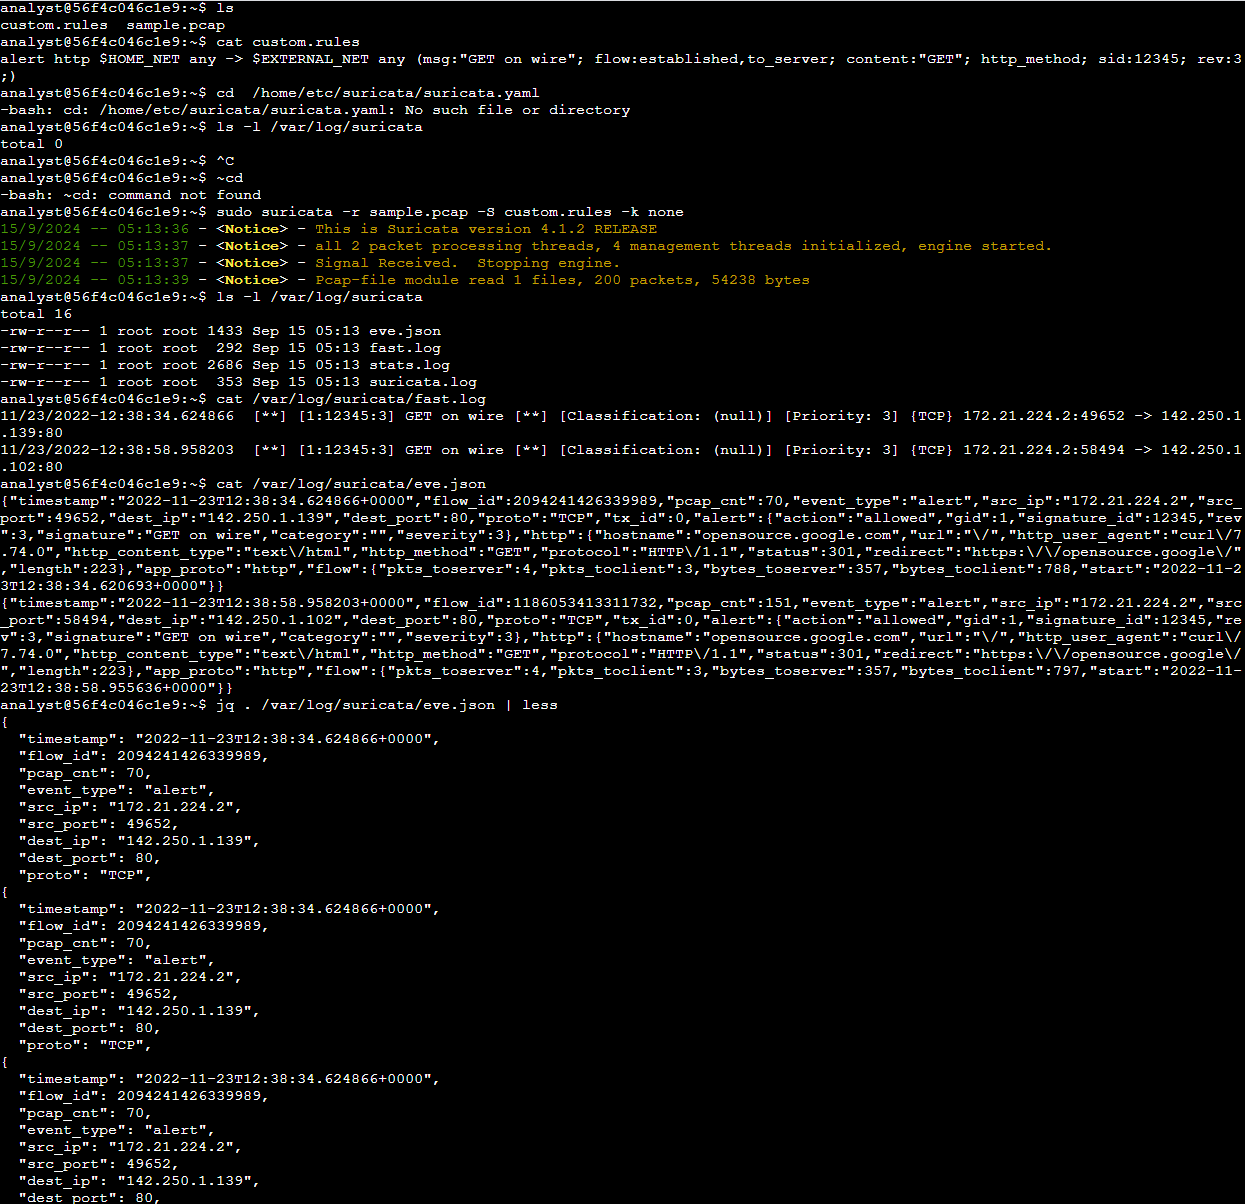 analyst@56f4c046c1e9:~$ ls
custom.rules  sample.pcap
analyst@56f4c046c1e9:~$ cat custom.rules
alert http $HOME_NET any -> $EXTERNAL_NET any (msg:"GET on wire"; flow:established,to_server; content:"GET"; http_method; sid:12345; rev:3
;)
analyst@56f4c046c1e9:~$ cd  /home/etc/suricata/suricata.yaml
-bash: cd: /home/etc/suricata/suricata.yaml: No such file or directory
analyst@56f4c046c1e9:~$ ls -l /var/log/suricata
total 0
analyst@56f4c046c1e9:~$ ^C
analyst@56f4c046c1e9:~$ ~cd
-bash: ~cd: command not found
analyst@56f4c046c1e9:~$ sudo suricata -r sample.pcap -S custom.rules -k none
15/9/2024 -- 05:13:36 - <Notice> - This is Suricata version 4.1.2 RELEASE
15/9/2024 -- 05:13:37 - <Notice> - all 2 packet processing threads, 4 management threads initialized, engine started.
15/9/2024 -- 05:13:37 - <Notice> - Signal Received.  Stopping engine.
15/9/2024 -- 05:13:39 - <Notice> - Pcap-file module read 1 files, 200 packets, 54238 bytes
analyst@56f4c046c1e9:~$ ls -l /var/log/suricata
total 16
-rw-r--r-- 1 root root 1433 Sep 15 05:13 eve.json
-rw-r--r-- 1 root root  292 Sep 15 05:13 fast.log
-rw-r--r-- 1 root root 2686 Sep 15 05:13 stats.log
-rw-r--r-- 1 root root  353 Sep 15 05:13 suricata.log
analyst@56f4c046c1e9:~$ cat /var/log/suricata/fast.log
11/23/2022-12:38:34.624866  [**] [1:12345:3] GET on wire [**] [Classification: (null)] [Priority: 3] {TCP} 172.21.224.2:49652 -> 142.250.1
.139:80
11/23/2022-12:38:58.958203  [**] [1:12345:3] GET on wire [**] [Classification: (null)] [Priority: 3] {TCP} 172.21.224.2:58494 -> 142.250.1
.102:80
analyst@56f4c046c1e9:~$ cat /var/log/suricata/eve.json
{"timestamp":"2022-11-23T12:38:34.624866+0000","flow_id":2094241426339989,"pcap_cnt":70,"event_type":"alert","src_ip":"172.21.224.2","src_
port":49652,"dest_ip":"142.250.1.139","dest_port":80,"proto":"TCP","tx_id":0,"alert":{"action":"allowed","gid":1,"signature_id":12345,"rev
":3,"signature":"GET on wire","category":"","severity":3},"http":{"hostname":"opensource.google.com","url":"\/","http_user_agent":"curl\/7
.74.0","http_content_type":"text\/html","http_method":"GET","protocol":"HTTP\/1.1","status":301,"redirect":"https:\/\/opensource.google\/"
,"length":223},"app_proto":"http","flow":{"pkts_toserver":4,"pkts_toclient":3,"bytes_toserver":357,"bytes_toclient":788,"start":"2022-11-2
3T12:38:34.620693+0000"}}
{"timestamp":"2022-11-23T12:38:58.958203+0000","flow_id":1186053413311732,"pcap_cnt":151,"event_type":"alert","src_ip":"172.21.224.2","src
_port":58494,"dest_ip":"142.250.1.102","dest_port":80,"proto":"TCP","tx_id":0,"alert":{"action":"allowed","gid":1,"signature_id":12345,"re
v":3,"signature":"GET on wire","category":"","severity":3},"http":{"hostname":"opensource.google.com","url":"\/","http_user_agent":"curl\/
7.74.0","http_content_type":"text\/html","http_method":"GET","protocol":"HTTP\/1.1","status":301,"redirect":"https:\/\/opensource.google\/
","length":223},"app_proto":"http","flow":{"pkts_toserver":4,"pkts_toclient":3,"bytes_toserver":357,"bytes_toclient":797,"start":"2022-11-
23T12:38:58.955636+0000"}}
analyst@56f4c046c1e9:~$ jq . /var/log/suricata/eve.json | less
{
  "timestamp": "2022-11-23T12:38:34.624866+0000",
  "flow_id": 2094241426339989,
  "pcap_cnt": 70,
  "event_type": "alert",
  "src_ip": "172.21.224.2",
  "src_port": 49652,
  "dest_ip": "142.250.1.139",
  "dest_port": 80,
  "proto": "TCP",
{
  "timestamp": "2022-11-23T12:38:34.624866+0000",
  "flow_id": 2094241426339989,
  "pcap_cnt": 70,
  "event_type": "alert",
  "src_ip": "172.21.224.2",
  "src_port": 49652,
  "dest_ip": "142.250.1.139",
  "dest_port": 80,
  "proto": "TCP",
{
  "timestamp": "2022-11-23T12:38:34.624866+0000",
  "flow_id": 2094241426339989,
  "pcap_cnt": 70,
  "event_type": "alert",
  "src_ip": "172.21.224.2",
  "src_port": 49652,
  "dest_ip": "142.250.1.139",
  "dest_port": 80,